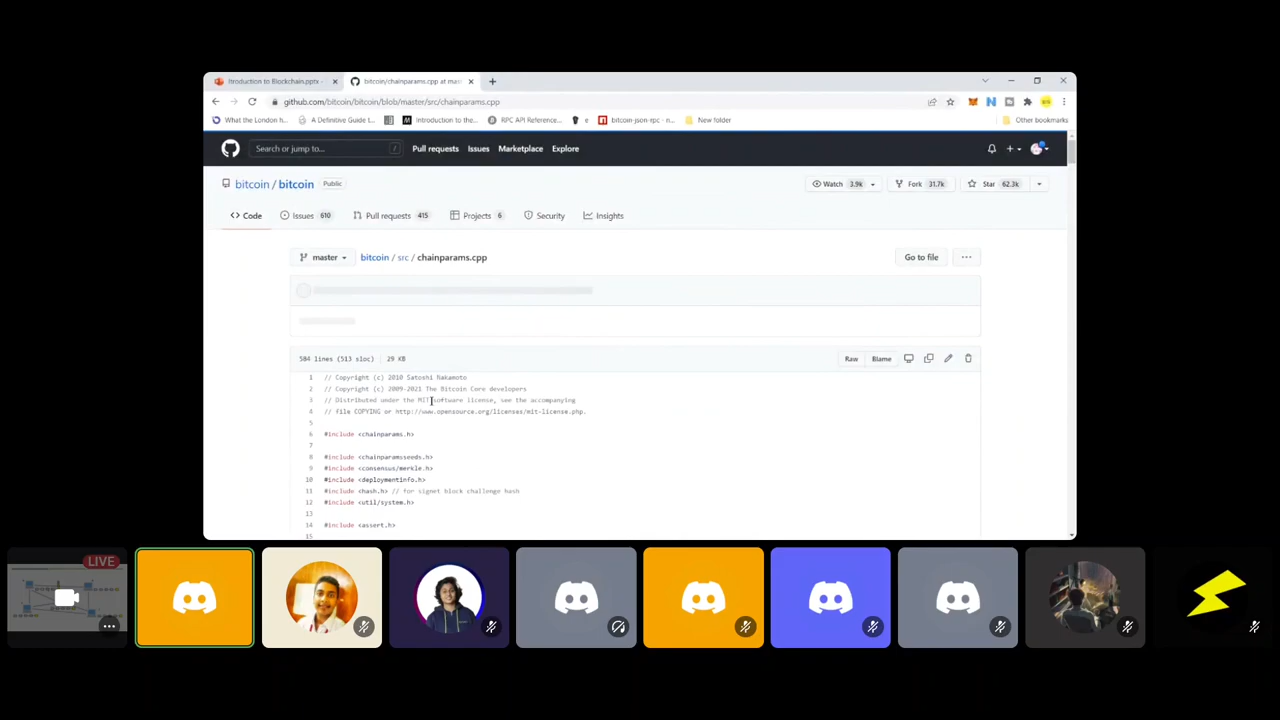 Itroduction to Blockchain.pptx -
bitcoin/chainparams.cpp at mas
github.com/bitcoin/bitcoin/blob/master/src/chainparams.cpp
What the London h...
A Definitive Guide t...
Introduction to the...
RPC API Reference...
e
bitcoin-json-rpc - n...
New folder
Other bookmarks
Search or jump to...
/
Pull requests
Issues
Marketplace
Explore
bitcoin / bitcoin
Public
Watch 3.9k
Fork 31.7k
Star 62.3k
<> Code
Issues 610
Pull requests 415
Projects 6
Security
Insights
master
bitcoin / src / chainparams.cpp
Go to file
...
584 lines (513 sloc) | 29 KB
Raw
Blame
1 // Copyright (c) 2010 Satoshi Nakamoto
2 // Copyright (c) 2009-2021 The Bitcoin Core developers
3 // Distributed under the MIT software license, see the accompanying
4 // file COPYING or http://www.opensource.org/licenses/mit-license.php.
5
6 #include <chainparams.h>
7
8 #include <chainparamsseeds.h>
9 #include <consensus/merkle.h>
10 #include <deploymentinfo.h>
11 #include <hash.h> // for signet block challenge hash
12 #include <util/system.h>
13
14 #include <assert.h>
15
LIVE